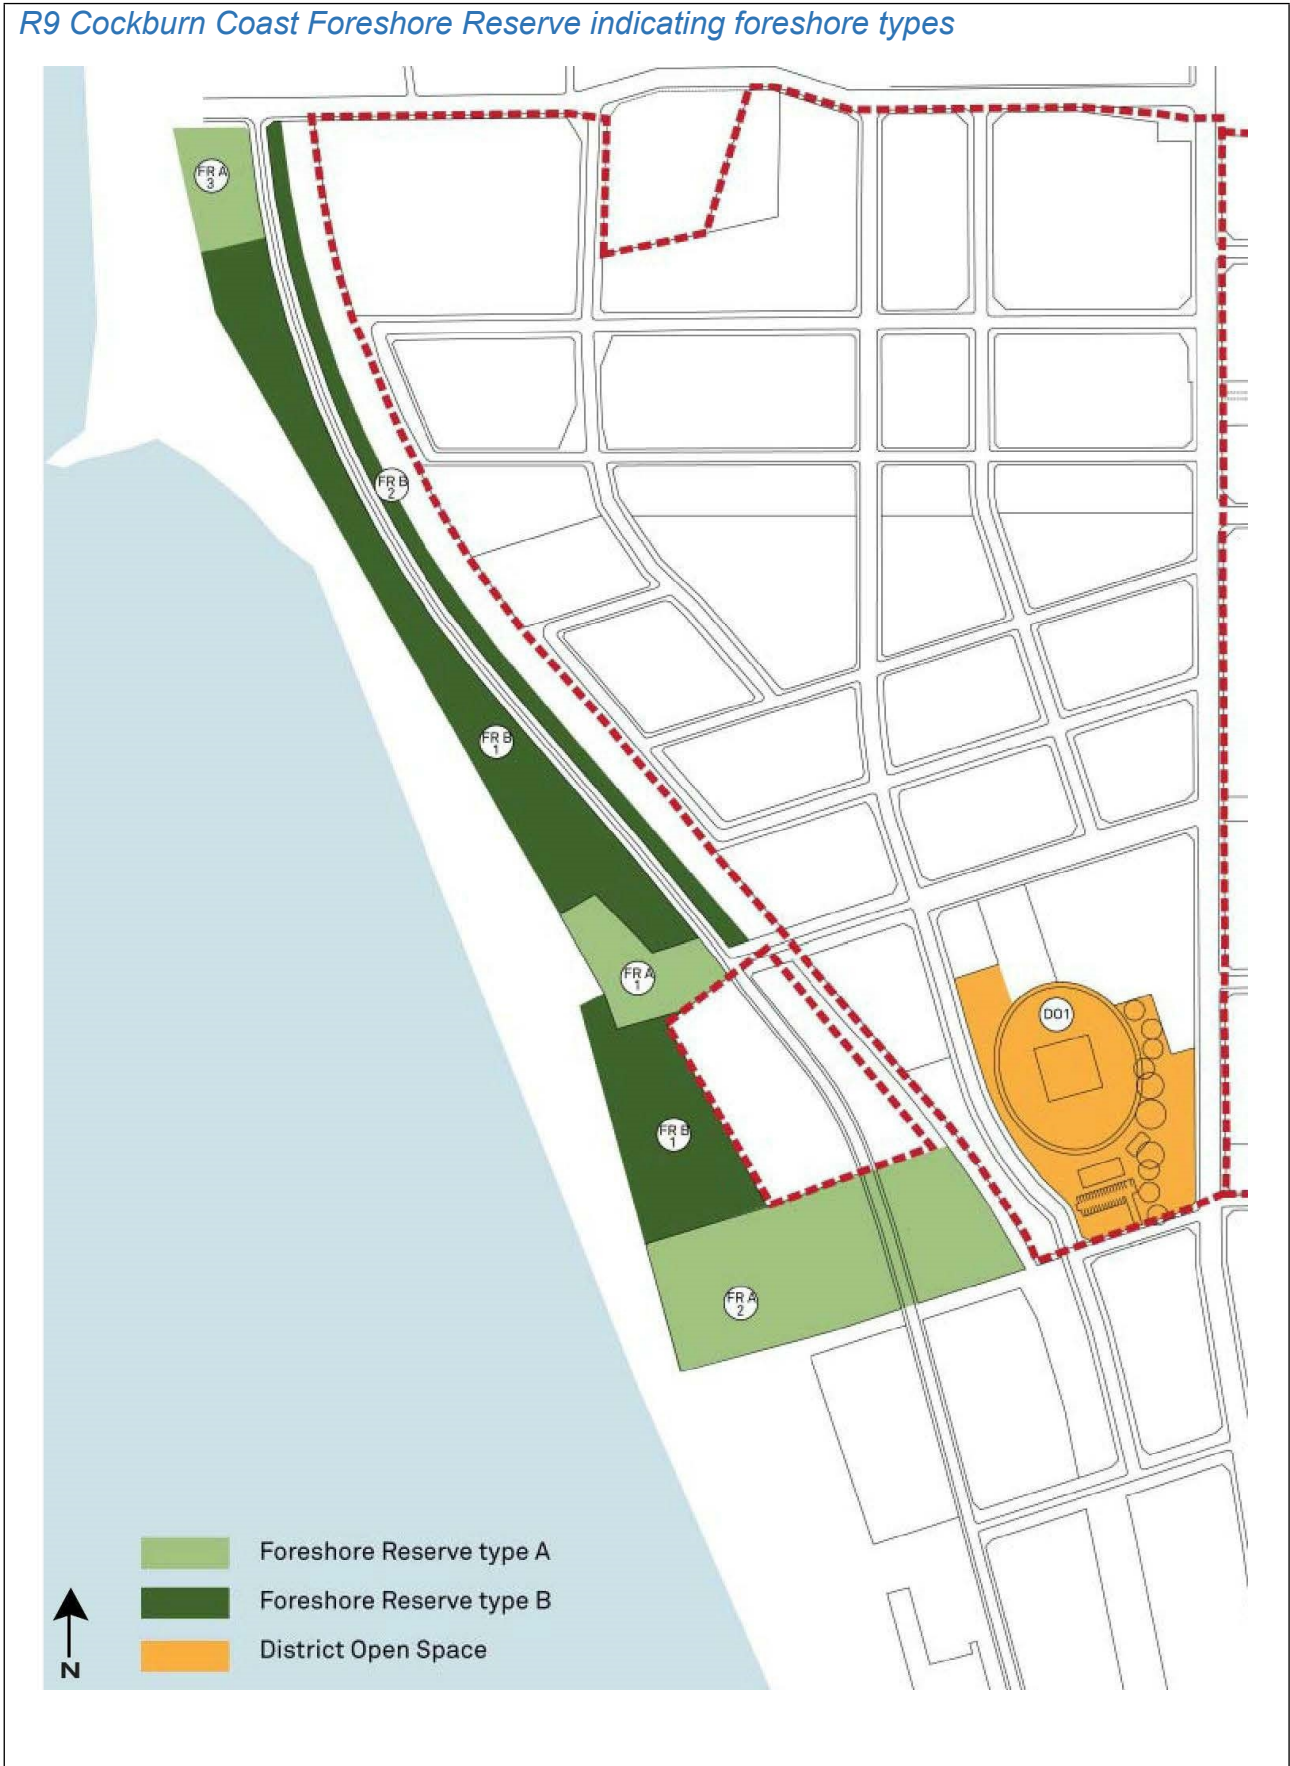 R9 Cockburn Coast Foreshore Reserve indicating foreshore types
FR A
3
FR B
2
FR B
1
FR A
1
DO1
FR B
1
FR A
2
Foreshore Reserve type A
Foreshore Reserve type B
District Open Space
N